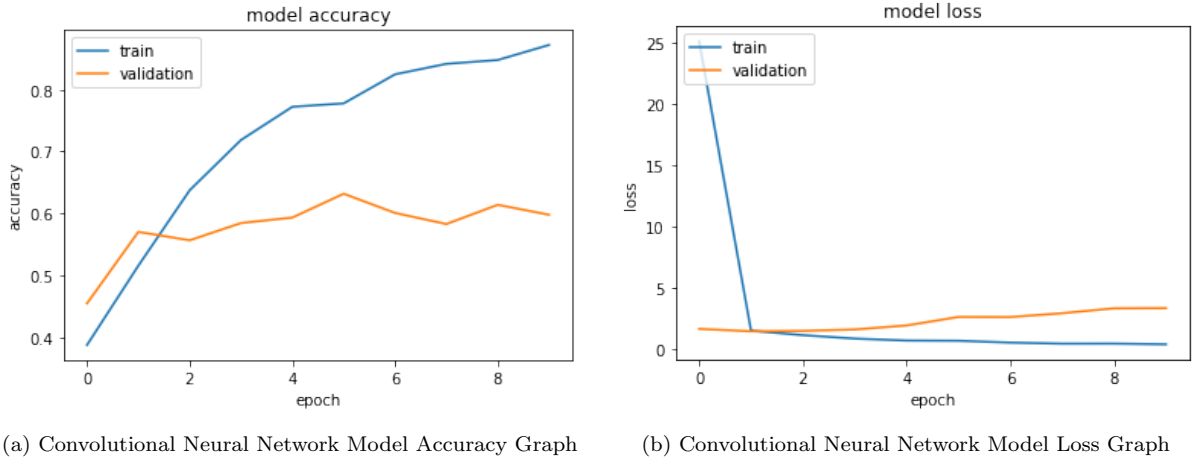 model accuracy
train
validation
accuracy
0.8
0.7
0.6
0.5
0.4
0 2 4 6 8
epoch
(a) Convolutional Neural Network Model Accuracy Graph
model loss
train
validation
loss
25
20
15
10
5
0
0 2 4 6 8
epoch
(b) Convolutional Neural Network Model Loss Graph